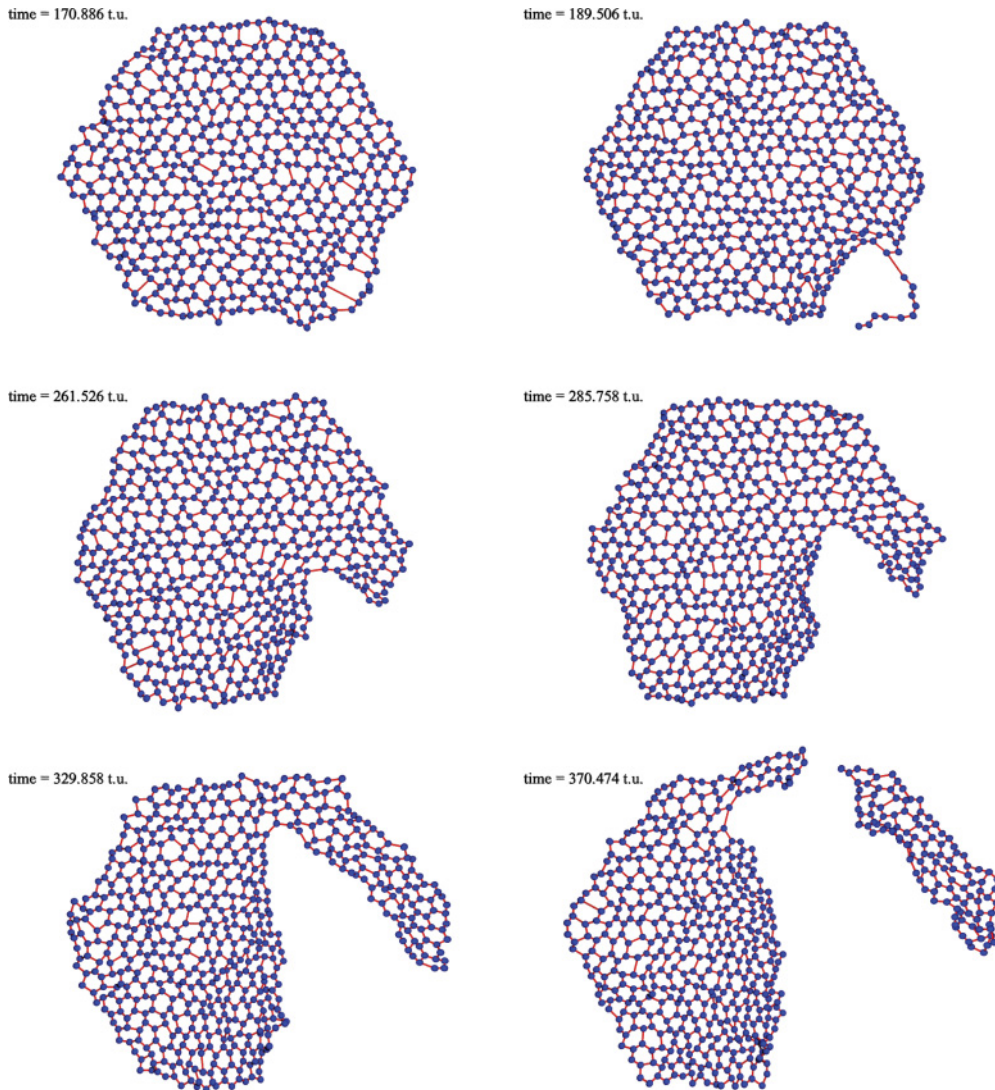 time = 170.886 t.u.
time = 189.506 t.u.
time = 261.526 t.u.
time = 285.758 t.u.
time = 329.858 t.u.
time = 370.474 t.u.